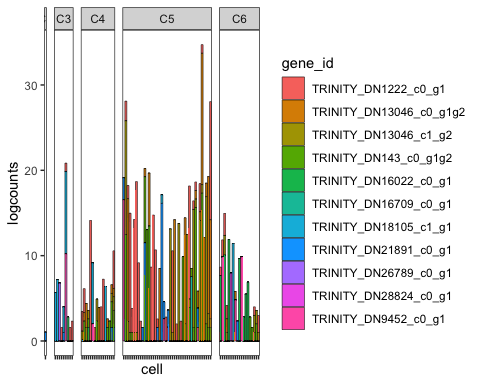 C3 C4 C5 C6
gene_id
TRINITY_DN1222_c0_g1
TRINITY_DN13046_c0_g1g2
TRINITY_DN13046_c1_g2
TRINITY_DN143_c0_g1g2
TRINITY_DN16022_c0_g1
TRINITY_DN16709_c0_g1
TRINITY_DN18105_c1_g1
TRINITY_DN21891_c0_g1
TRINITY_DN26789_c0_g1
TRINITY_DN28824_c0_g1
TRINITY_DN9452_c0_g1
logcounts
30
20
10
0
cell